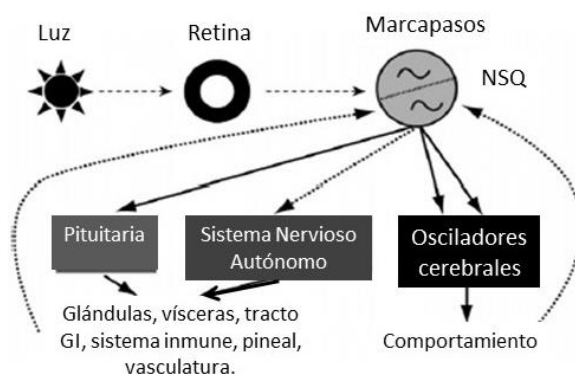 Luz
Retina
Marcapasos
NSQ
Pituitaria
Sistema Nervioso
Autónomo
Osciladores
cerebrales
Glándulas, vísceras, tracto
GI, sistema inmune, pineal,
vasculatura.
Comportamiento